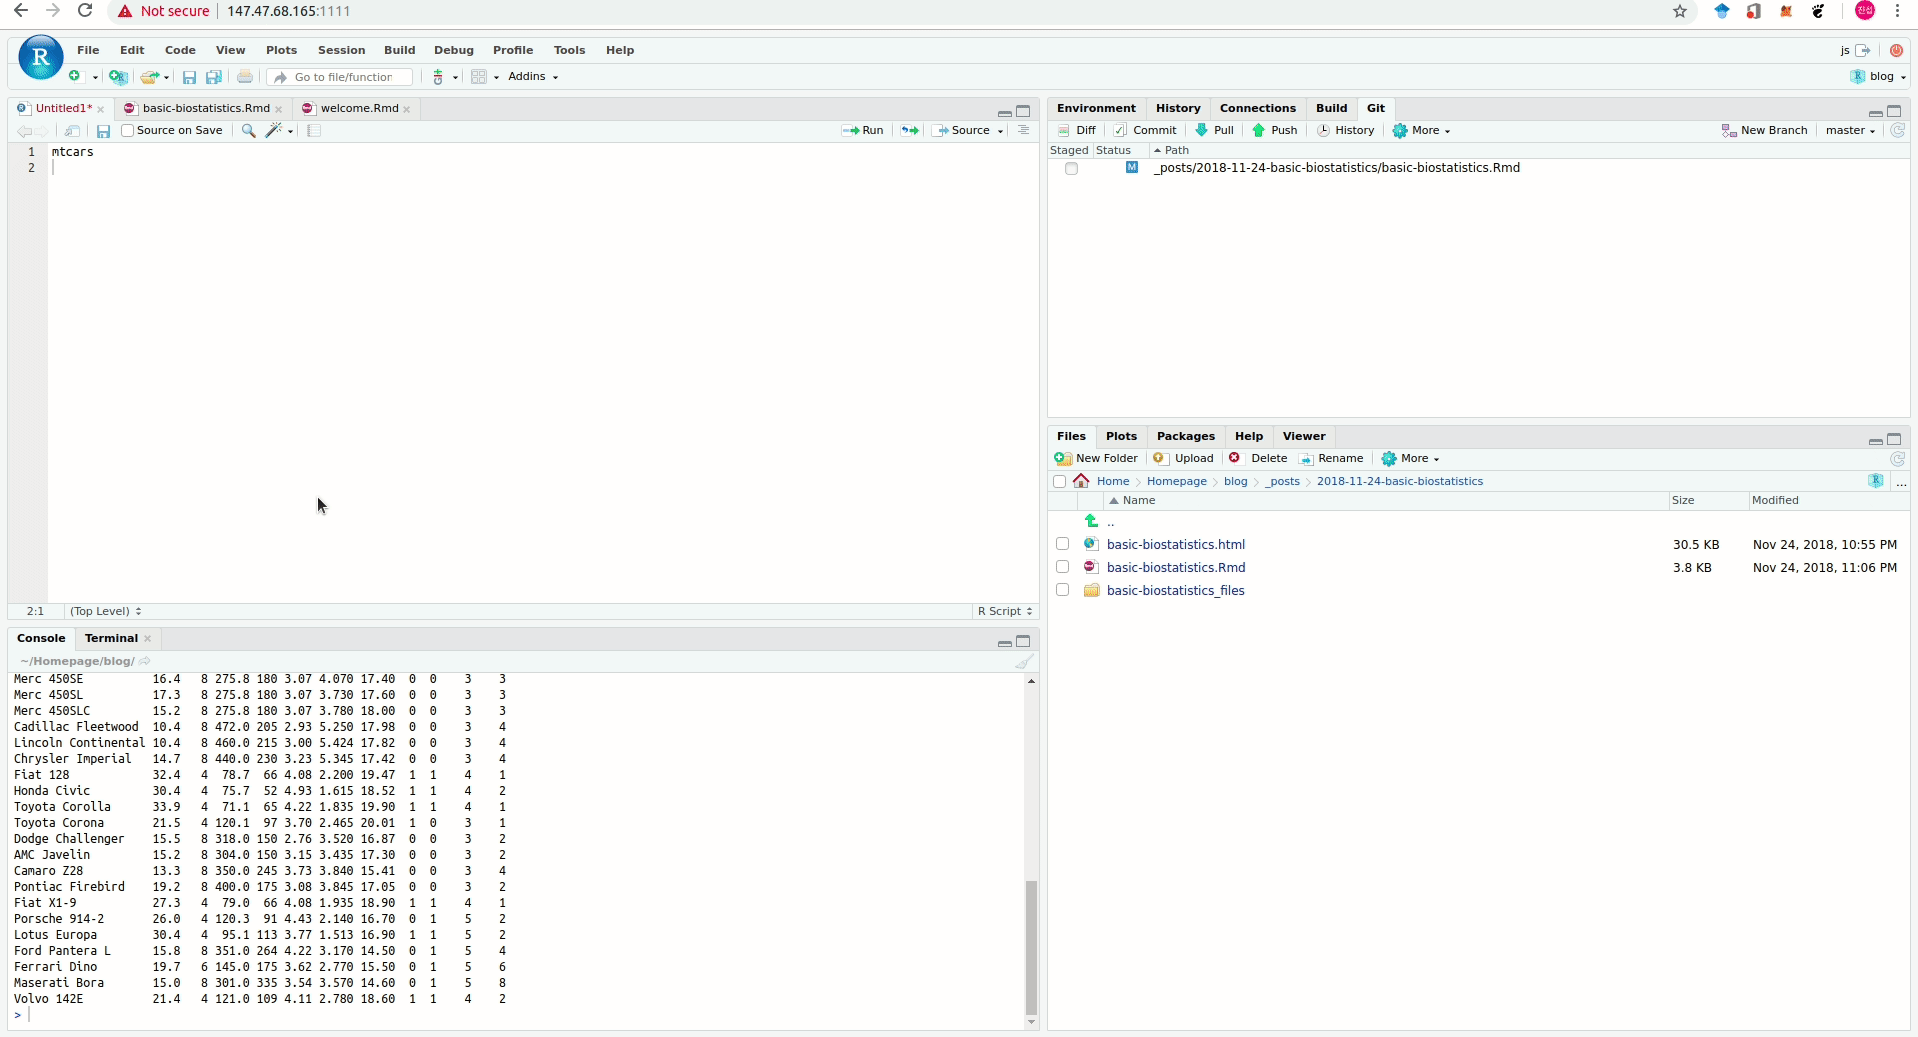 Not secure 147.47.68.165:1111
진섭
R File Edit Code View Plots Session Build Debug Profile Tools Help
js
Go to file/function Addins
blog
Untitled1* basic-biostatistics.Rmd welcome.Rmd
Source on Save Run Source
1 mtcars
2
2:1 (Top Level) R Script
Console Terminal
~/Homepage/blog/
Merc 450SE 16.4 8 275.8 180 3.07 4.070 17.40 0 0 3 3
Merc 450SL 17.3 8 275.8 180 3.07 3.730 17.60 0 0 3 3
Merc 450SLC 15.2 8 275.8 180 3.07 3.780 18.00 0 0 3 3
Cadillac Fleetwood 10.4 8 472.0 205 2.93 5.250 17.98 0 0 3 4
Lincoln Continental 10.4 8 460.0 215 3.00 5.424 17.82 0 0 3 4
Chrysler Imperial 14.7 8 440.0 230 3.23 5.345 17.42 0 0 3 4
Fiat 128 32.4 4 78.7 66 4.08 2.200 19.47 1 1 4 1
Honda Civic 30.4 4 75.7 52 4.93 1.615 18.52 1 1 4 2
Toyota Corolla 33.9 4 71.1 65 4.22 1.835 19.90 1 1 4 1
Toyota Corona 21.5 4 120.1 97 3.70 2.465 20.01 1 0 3 1
Dodge Challenger 15.5 8 318.0 150 2.76 3.520 16.87 0 0 3 2
AMC Javelin 15.2 8 304.0 150 3.15 3.435 17.30 0 0 3 2
Camaro Z28 13.3 8 350.0 245 3.73 3.840 15.41 0 0 3 4
Pontiac Firebird 19.2 8 400.0 175 3.08 3.845 17.05 0 0 3 2
Fiat X1-9 27.3 4 79.0 66 4.08 1.935 18.90 1 1 4 1
Porsche 914-2 26.0 4 120.3 91 4.43 2.140 16.70 0 1 5 2
Lotus Europa 30.4 4 95.1 113 3.77 1.513 16.90 1 1 5 2
Ford Pantera L 15.8 8 351.0 264 4.22 3.170 14.50 0 1 5 4
Ferrari Dino 19.7 6 145.0 175 3.62 2.770 15.50 0 1 5 6
Maserati Bora 15.0 8 301.0 335 3.54 3.570 14.60 0 1 5 8
Volvo 142E 21.4 4 121.0 109 4.11 2.780 18.60 1 1 4 2
>
Environment History Connections Build Git
Diff Commit Pull Push History More New Branch master
Staged Status Path
M _posts/2018-11-24-basic-biostatistics/basic-biostatistics.Rmd
Files Plots Packages Help Viewer
New Folder Upload Delete Rename More
Home Homepage blog _posts 2018-11-24-basic-biostatistics ...
Name Size Modified
..
basic-biostatistics.html 30.5 KB Nov 24, 2018, 10:55 PM
basic-biostatistics.Rmd 3.8 KB Nov 24, 2018, 11:06 PM
basic-biostatistics_files